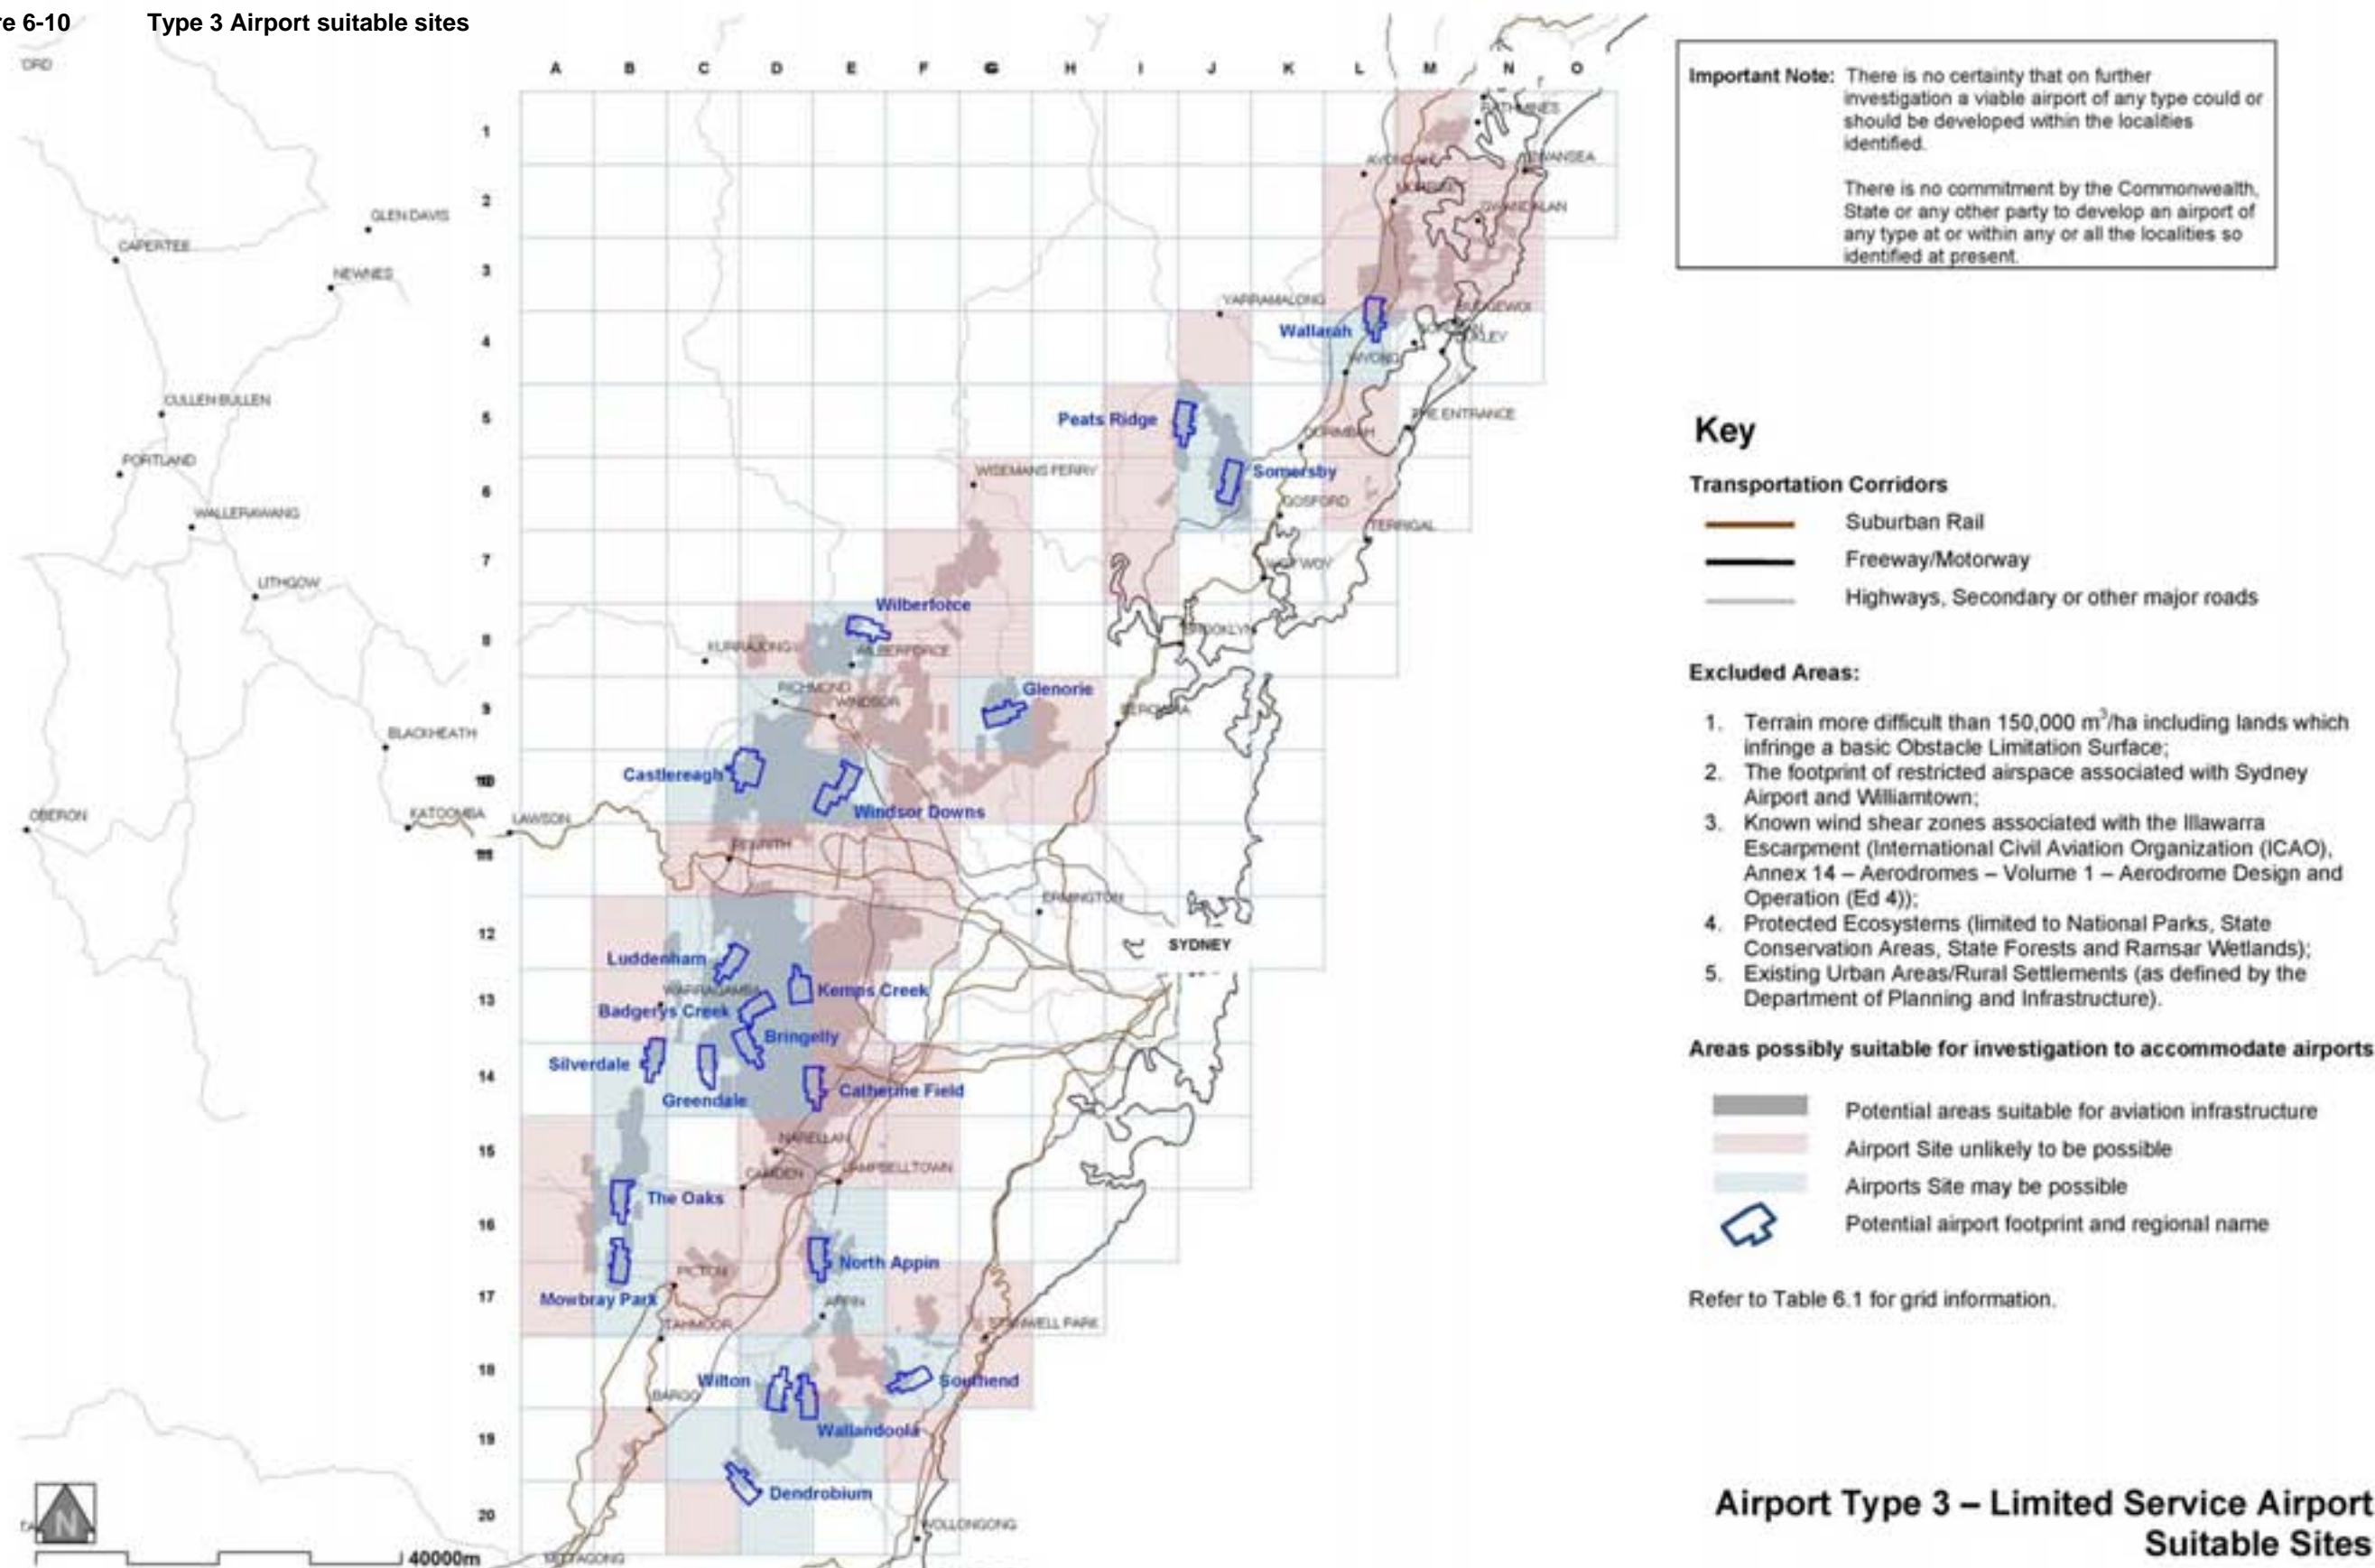 re 6-10 Type 3 Airport suitable sites
A B C D E F G H I J K L M N O
1
2
3
4
5
6
7
8
9
10
11
12
13
14
15
16
17
18
19
20
RATHMINES
SWANSEA
GWANDALAN
GLEN DAVIS
CAPERTEE
NEWNES
YARRAMALONG
BUDGEWOI
Wallarah
WYONG
CULLEN BULLEN
Peats Ridge
THE ENTRANCE
OURIMBAH
PORTLAND
WISEMANS FERRY
Somersby
GOSFORD
WALLERAWANG
TERRIGAL
WOY WOY
LITHGOW
Wilberforce
BROOKLYN
KURRAJONG
WILBERFORCE
RICHMOND
Glenorie
WINDSOR
BEROWRA
BLACKHEATH
Castlereagh
Windsor Downs
OBERON
KATOOMBA
LAWSON
PENRITH
ERMINGTON
SYDNEY
Luddenham
WARRAGAMBA
Kemps Creek
Badgerys Creek
Bringelly
Silverdale
Catherine Field
Greendale
NARELLAN
CAMDEN
CAMPBELLTOWN
The Oaks
North Appin
PICTON
Mowbray Park
APPIN
TAHMOOR
STANWELL PARK
Wilton
Southend
BARGO
Wallandoola
Dendrobium
WOLLONGONG
MITTAGONG
N
40000m
Important Note: There is no certainty that on further
investigation a viable airport of any type could or
should be developed within the localities
identified.
There is no commitment by the Commonwealth,
State or any other party to develop an airport of
any type at or within any or all the localities so
identified at present.
Key
Transportation Corridors
Suburban Rail
Freeway/Motorway
Highways, Secondary or other major roads
Excluded Areas:
1. Terrain more difficult than 150,000 m³/ha including lands which
infringe a basic Obstacle Limitation Surface;
2. The footprint of restricted airspace associated with Sydney
Airport and Williamtown;
3. Known wind shear zones associated with the Illawarra
Escarpment (International Civil Aviation Organization (ICAO),
Annex 14 – Aerodromes – Volume 1 – Aerodrome Design and
Operation (Ed 4));
4. Protected Ecosystems (limited to National Parks, State
Conservation Areas, State Forests and Ramsar Wetlands);
5. Existing Urban Areas/Rural Settlements (as defined by the
Department of Planning and Infrastructure).
Areas possibly suitable for investigation to accommodate airports
Potential areas suitable for aviation infrastructure
Airport Site unlikely to be possible
Airports Site may be possible
Potential airport footprint and regional name
Refer to Table 6.1 for grid information.
Airport Type 3 – Limited Service Airport
Suitable Sites